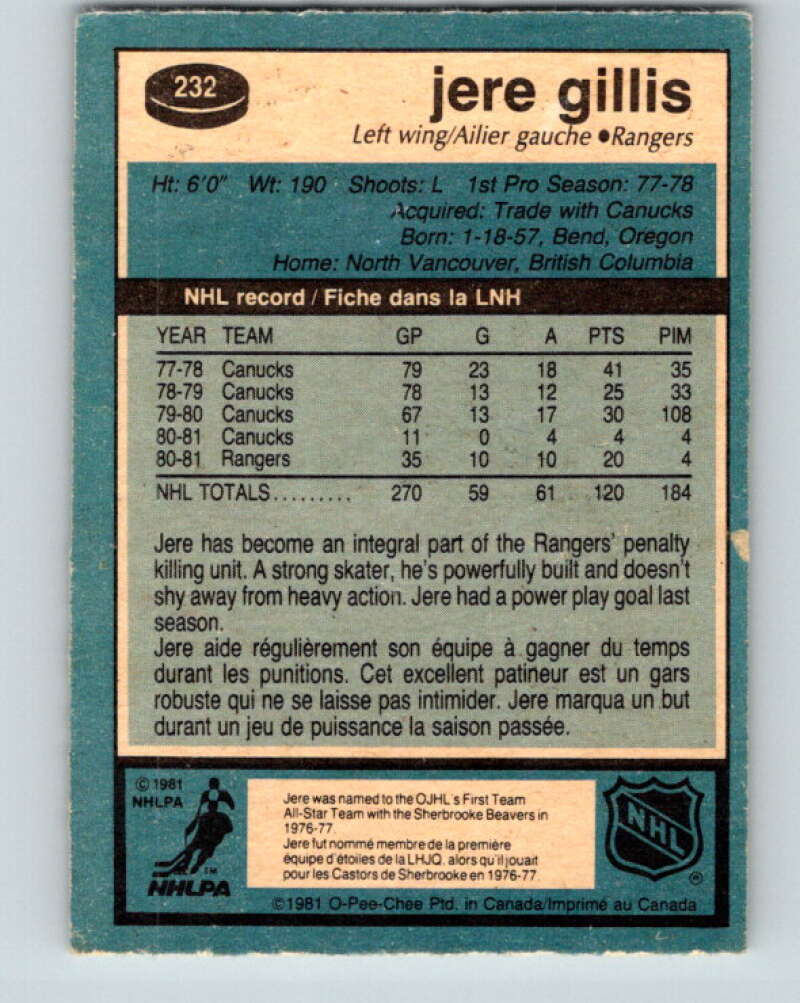 232
jere gillis
Left wing/Ailier gauche ●Rangers
Ht: 6'0" Wt: 190 Shoots: L 1st Pro Season: 77-78
Acquired: Trade with Canucks
Born: 1-18-57, Bend, Oregon
Home: North Vancouver, British Columbia
NHL record / Fiche dans la LNH
YEAR TEAM GP G A PTS PIM
77-78 Canucks 79 23 18 41 35
78-79 Canucks 78 13 12 25 33
79-80 Canucks 67 13 17 30 108
80-81 Canucks 11 0 4 4 4
80-81 Rangers 35 10 10 20 4
NHL TOTALS......... 270 59 61 120 184
Jere has become an integral part of the Rangers' penalty
killing unit. A strong skater, he's powerfully built and doesn't
shy away from heavy action. Jere had a power play goal last
season.
Jere aide régulièrement son équipe à gagner du temps
durant les punitions. Cet excellent patineur est un gars
robuste qui ne se laisse pas intimider. Jere marqua un but
durant un jeu de puissance la saison passée.
© 1981
NHLPA
TM
NHLPA
Jere was named to the OJHL's First Team
All-Star Team with the Sherbrooke Beavers in
1976-77.
Jere fut nommé membre de la première
équipe d'étoiles de la LHJQ. alors qu'il jouait
pour les Castors de Sherbrooke en 1976-77.
NHL
®
©1981 O-Pee-Chee Ptd. in Canada/Imprimé au Canada